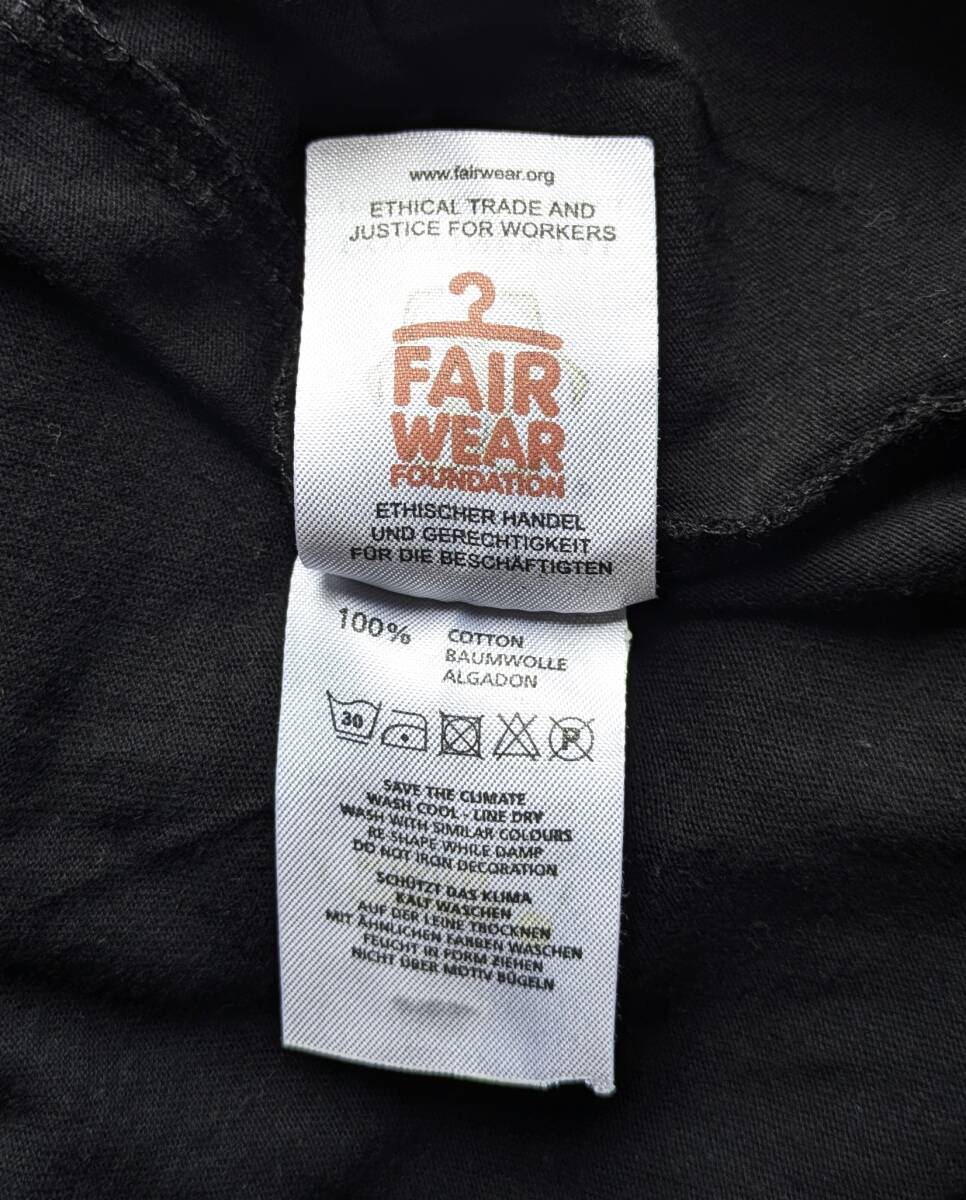 www.fairwear.org
ETHICAL TRADE AND
JUSTICE FOR WORKERS
FAIR
WEAR
FOUNDATION
ETHISCHER HANDEL
UND GERECHTIGKEIT
FÜR DIE BESCHÄFTIGTEN
100% COTTON
BAUMWOLLE
ALGADON
30 P
SAVE THE CLIMATE
WASH COOL - LINE DRY
WASH WITH SIMILAR COLOURS
RE SHAPE WHILE DAMP
DO NOT IRON DECORATION
SCHÜTZT DAS KLIMA
KALT WASCHEN
AUF DER LEINE TROCKNEN
MIT ÄHNLICHEN FARBEN WASCHEN
FEUCHT IN FORM ZIEHEN
NICHT ÜBER MOTIV BÜGELN